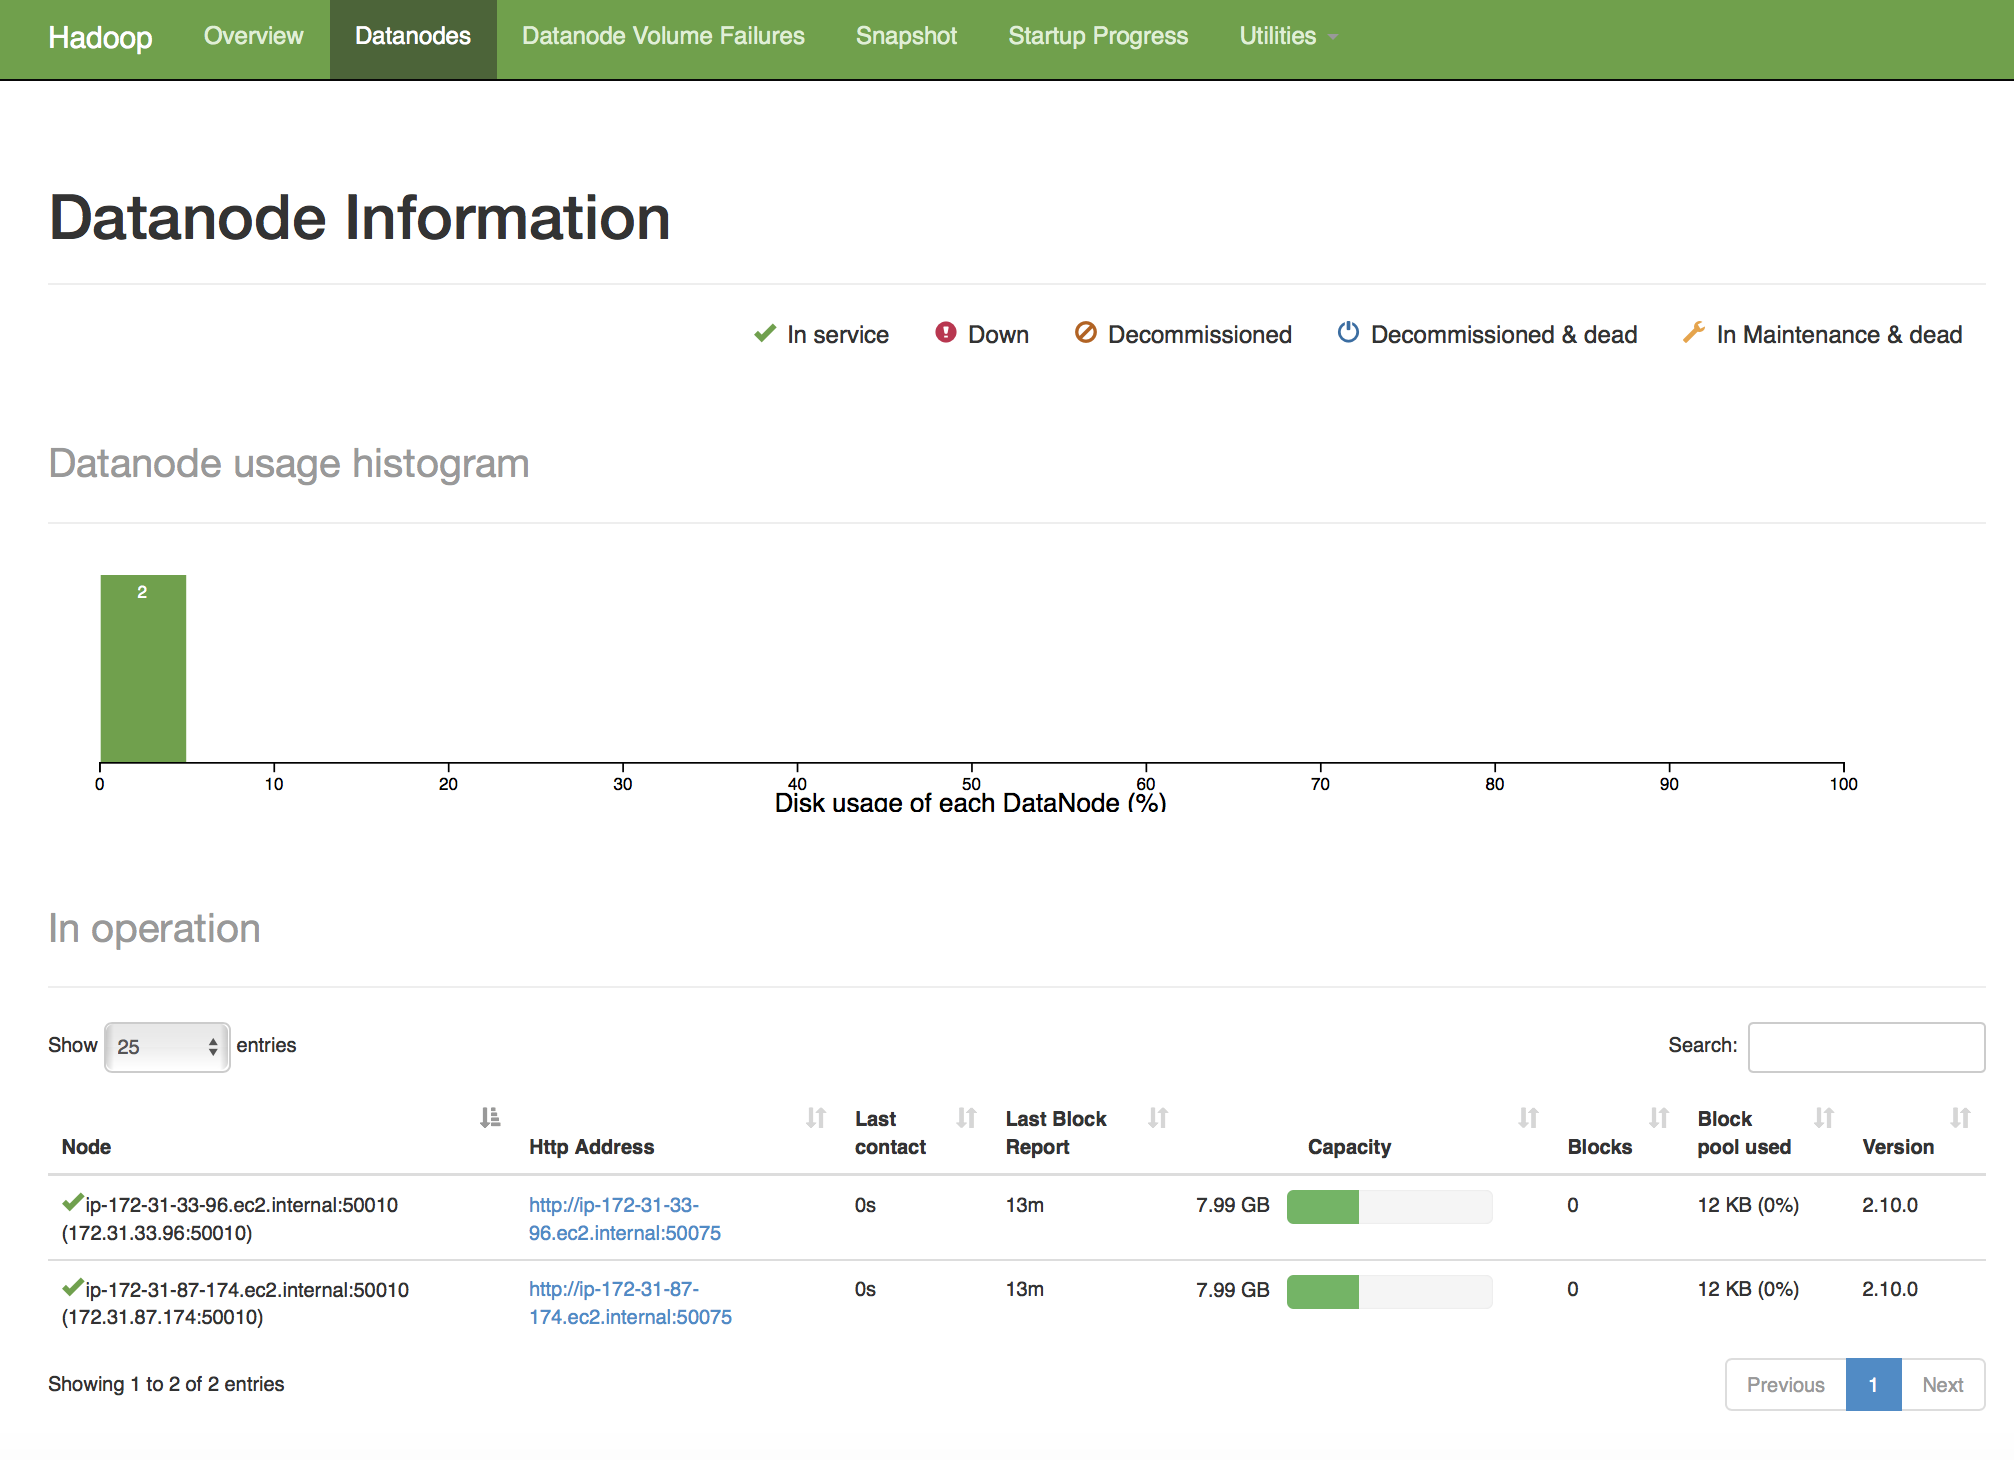 Hadoop Overview Datanodes Datanode Volume Failures Snapshot Startup Progress Utilities
Datanode Information
In service Down Decommissioned Decommissioned & dead In Maintenance & dead
Datanode usage histogram
2
0 10 20 30 40 50 60 70 80 90 100
Disk usage of each DataNode (%)
In operation
Show 25 entries Search:
Node Http Address Last contact Last Block Report Capacity Blocks Block pool used Version
ip-172-31-33-96.ec2.internal:50010 http://ip-172-31-33- 0s 13m 7.99 GB 0 12 KB (0%) 2.10.0
(172.31.33.96:50010) 96.ec2.internal:50075
ip-172-31-87-174.ec2.internal:50010 http://ip-172-31-87- 0s 13m 7.99 GB 0 12 KB (0%) 2.10.0
(172.31.87.174:50010) 174.ec2.internal:50075
Showing 1 to 2 of 2 entries Previous 1 Next